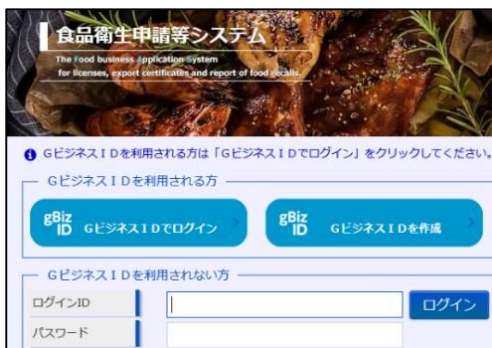 食品衛生申請等システム
The Food business Application System
for licenses, export certificates and report of food recalls.
GビジネスIDを利用される方は「GビジネスIDでログイン」をクリックしてください。
GビジネスIDを利用される方
gBiz ID GビジネスIDでログイン
gBiz ID GビジネスIDを作成
GビジネスIDを利用されない方
ログインID
ログイン
パスワード